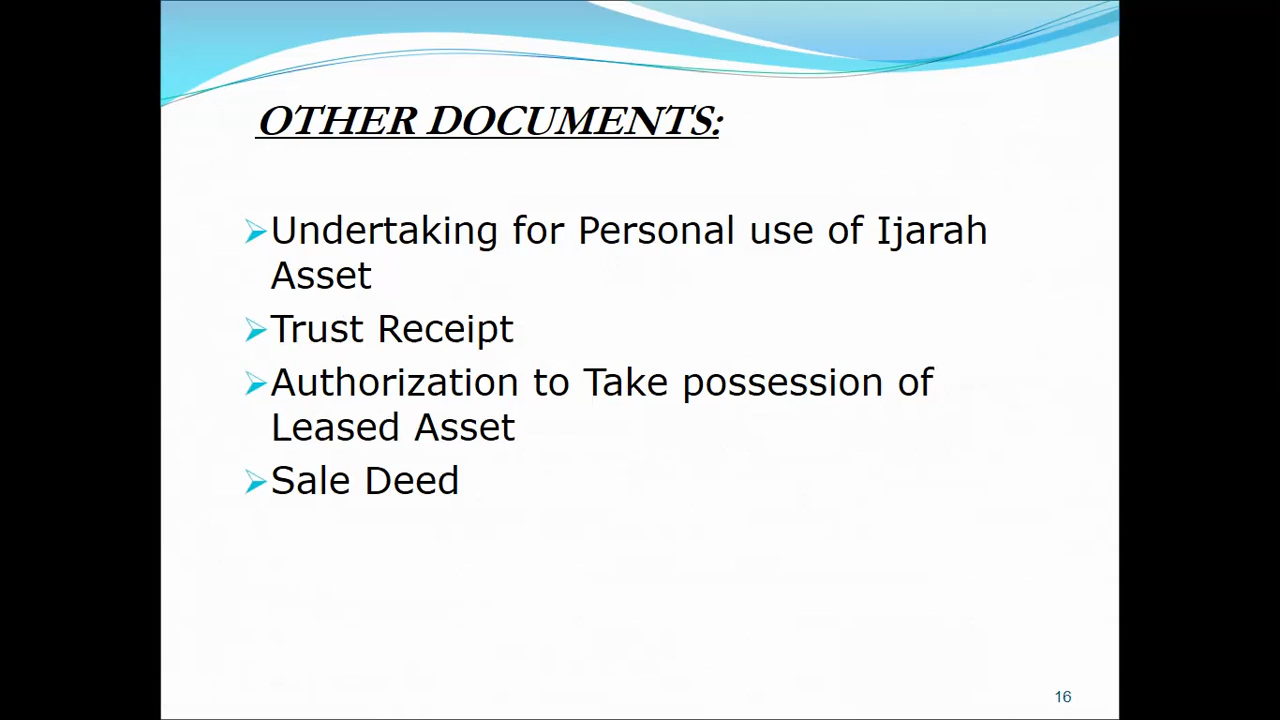 OTHER DOCUMENTS:
Undertaking for Personal use of Ijarah
Asset
Trust Receipt
Authorization to Take possession of
Leased Asset
Sale Deed
16